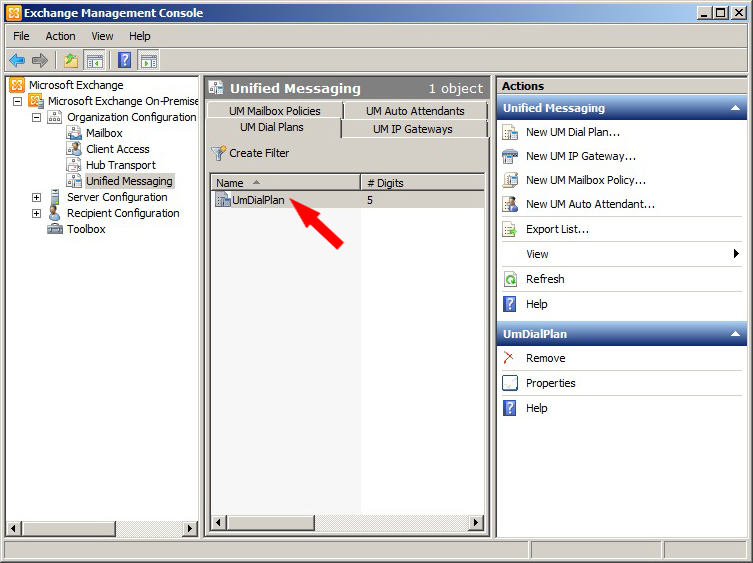 Exchange Management Console
File Action View Help
Microsoft Exchange
Microsoft Exchange On-Premise
Organization Configuration
Mailbox
Client Access
Hub Transport
Unified Messaging
Server Configuration
Recipient Configuration
Toolbox
Unified Messaging 1 object
UM Mailbox Policies UM Auto Attendants
UM Dial Plans UM IP Gateways
Create Filter
Name # Digits
UmDialPlan 5
Actions
Unified Messaging
New UM Dial Plan...
New UM IP Gateway...
New UM Mailbox Policy...
New UM Auto Attendant...
Export List...
View
Refresh
Help
UmDialPlan
Remove
Properties
Help